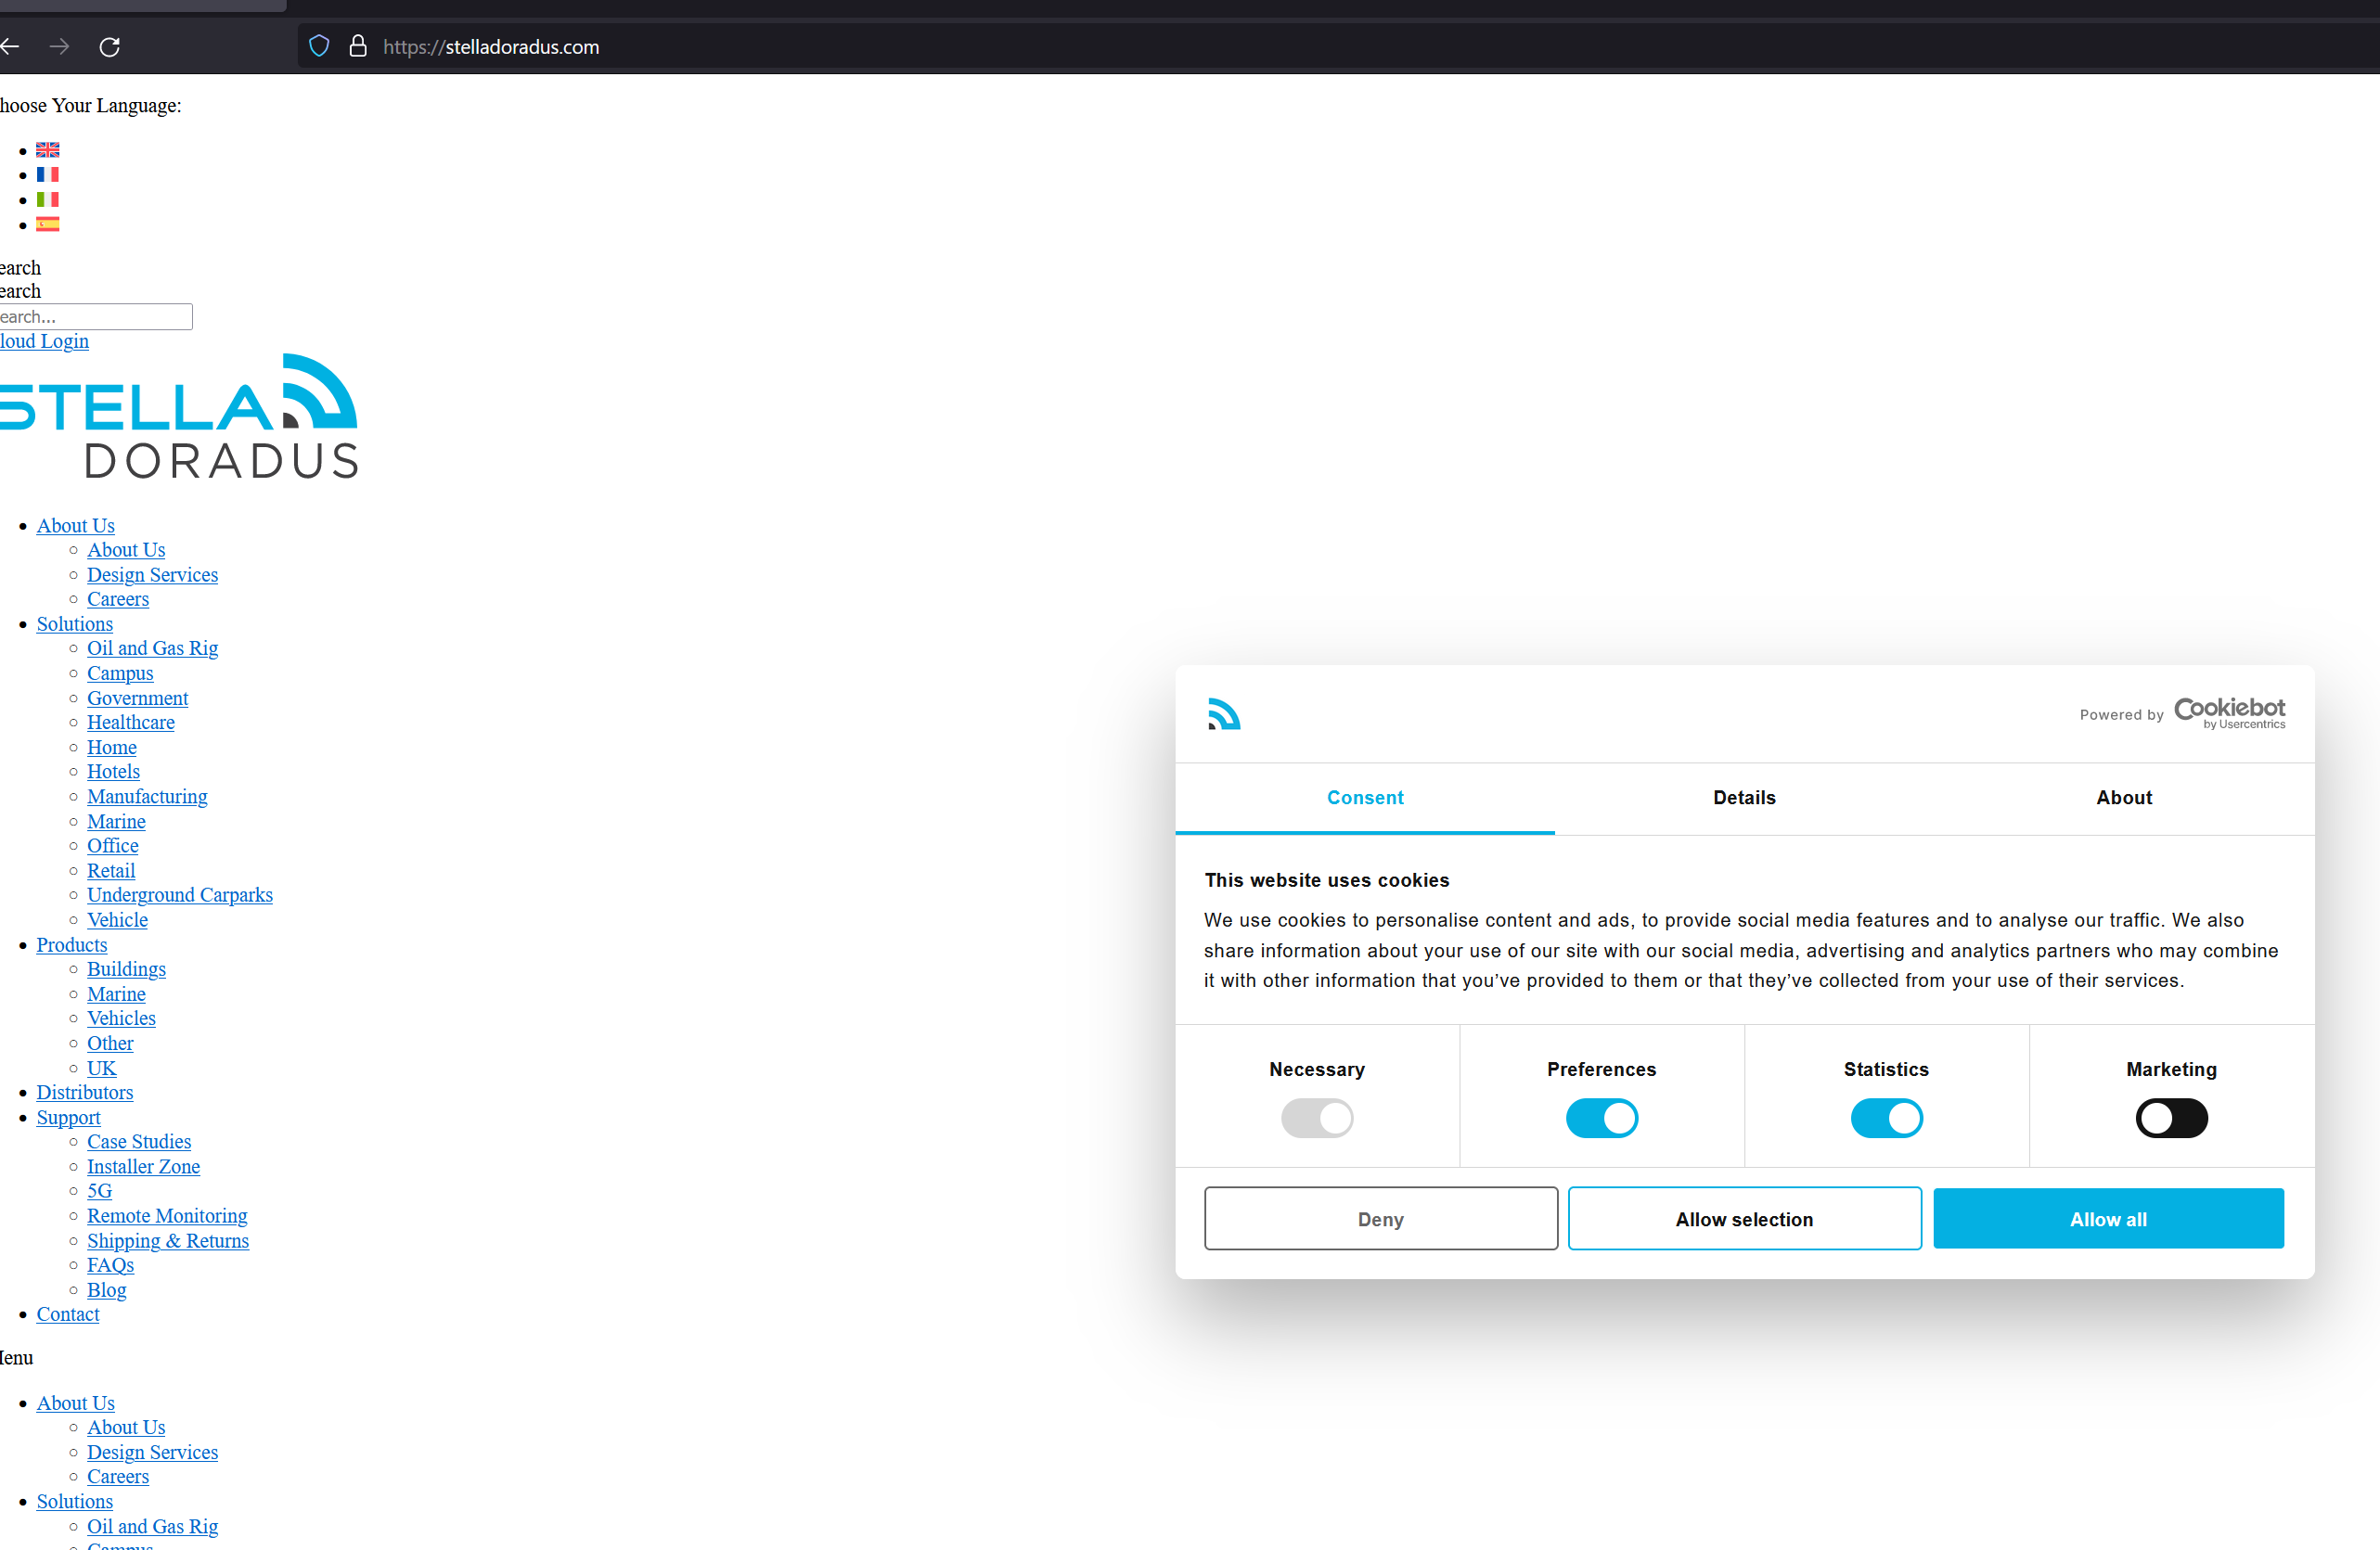 https://stelladoradus.com
hoose Your Language:
earch
earch
earch...
loud Login
STELLA
DORADUS
About Us
About Us
Design Services
Careers
Solutions
Oil and Gas Rig
Campus
Government
Healthcare
Home
Hotels
Manufacturing
Marine
Office
Retail
Underground Carparks
Vehicle
Products
Buildings
Marine
Vehicles
Other
UK
Distributors
Support
Case Studies
Installer Zone
5G
Remote Monitoring
Shipping & Returns
FAQs
Blog
Contact
enu
About Us
About Us
Design Services
Careers
Solutions
Oil and Gas Rig
Campus
Powered by Cookiebot
by Usercentrics
Consent Details About
This website uses cookies
We use cookies to personalise content and ads, to provide social media features and to analyse our traffic. We also
share information about your use of our site with our social media, advertising and analytics partners who may combine
it with other information that you’ve provided to them or that they’ve collected from your use of their services.
Necessary Preferences Statistics Marketing
Deny Allow selection Allow all